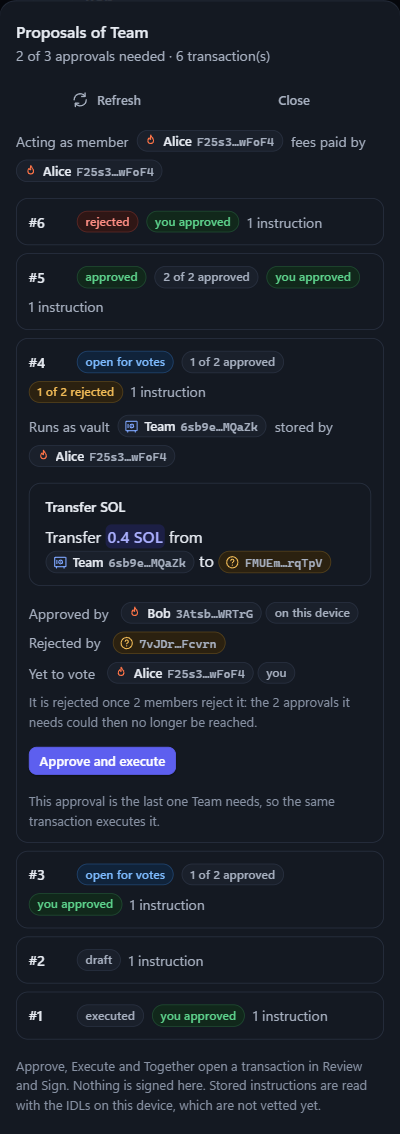 Proposals of Team
2 of 3 approvals needed · 6 transaction(s)
Refresh Close
Acting as member Alice F25s3…wFoF4 fees paid by
Alice F25s3…wFoF4
#6 rejected you approved 1 instruction
#5 approved 2 of 2 approved you approved
1 instruction
#4 open for votes 1 of 2 approved
1 of 2 rejected 1 instruction
Runs as vault Team 6sb9e…MQaZk stored by
Alice F25s3…wFoF4
Transfer SOL
Transfer 0.4 SOL from
Team 6sb9e…MQaZk to FMUEm…rqTpV
Approved by Bob 3Atsb…WRTrG on this device
Rejected by 7vJDr…Fcvrn
Yet to vote Alice F25s3…wFoF4 you
It is rejected once 2 members reject it: the 2 approvals it
needs could then no longer be reached.
Approve and execute
This approval is the last one Team needs, so the same
transaction executes it.
#3 open for votes 1 of 2 approved
you approved 1 instruction
#2 draft 1 instruction
#1 executed you approved 1 instruction
Approve, Execute and Together open a transaction in Review
and Sign. Nothing is signed here. Stored instructions are read
with the IDLs on this device, which are not vetted yet.